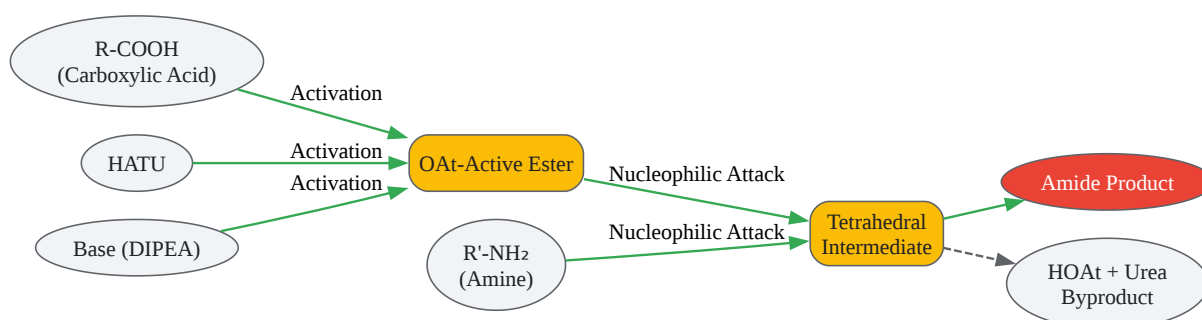 R-COOH
(Carboxylic Acid)
Activation
HATU
Activation
Activation
Base (DIPEA)
OAt-Active Ester
Nucleophilic Attack
Nucleophilic Attack
R'-NH₂
(Amine)
Tetrahedral
Intermediate
Amide Product
HOAt + Urea
Byproduct